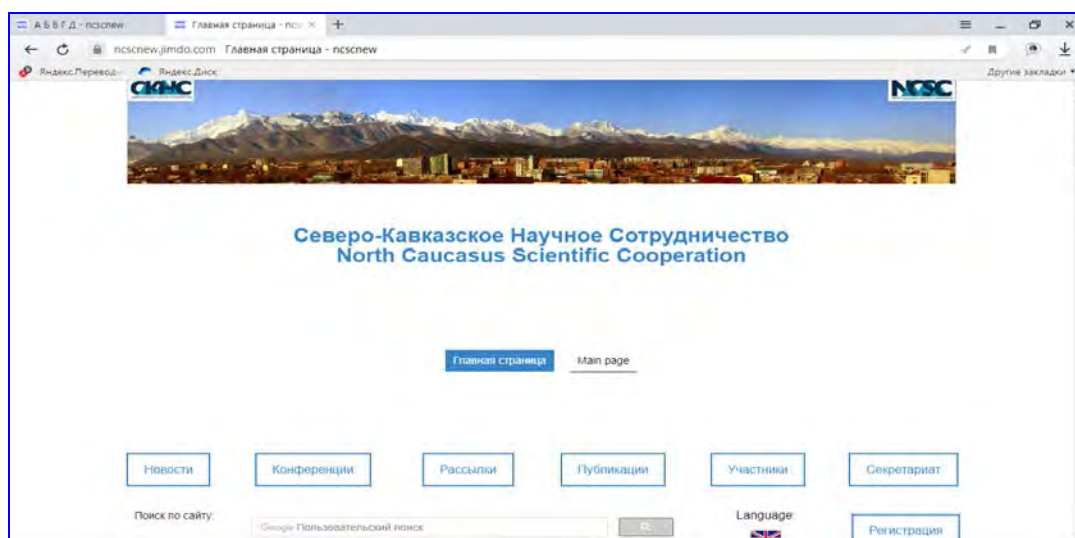 А Б В Г Д - ncscnew
Главная страница - ncs
ncscnew.jimdo.com Главная страница - ncscnew
Яндекс.Перевод
Яндекс.Диск
Другие закладки
СКНС
NCSC
Северо-Кавказское Научное Сотрудничество
North Caucasus Scientific Cooperation
Главная страница
Main page
Новости
Конференции
Рассылки
Публикации
Участники
Секретариат
Поиск по сайту:
Google Пользовательский поиск
Language:
Регистрация